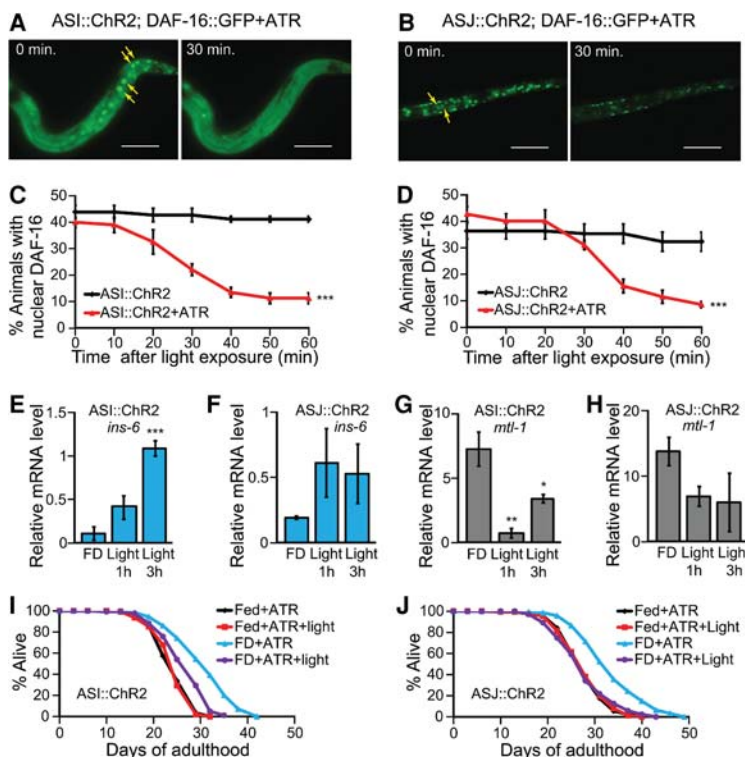 A ASI::ChR2; DAF-16::GFP+ATR
0 min.
30 min.
B ASJ::ChR2; DAF-16::GFP+ATR
0 min.
30 min.
C
% Animals with nuclear DAF-16
50
40
30
20
10
0
ASI::ChR2
ASI::ChR2+ATR
***
0 10 20 30 40 50 60
Time after light exposure (min)
D
% Animals with nuclear DAF-16
50
40
30
20
10
0
ASJ::ChR2
ASJ::ChR2+ATR
***
0 10 20 30 40 50 60
Time after light exposure (min)
E
ASI::ChR2
ins-6
Relative mRNA level
1.5
1
0.5
0
***
FD Light Light
1h 3h
F
ASJ::ChR2
ins-6
Relative mRNA level
1
0.5
0
FD Light Light
1h 3h
G
ASI::ChR2
mtl-1
Relative mRNA level
10
5
0
**
*
FD Light Light
1h 3h
H
ASJ::ChR2
mtl-1
Relative mRNA level
20
10
0
FD Light Light
1h 3h
I
% Alive
100
80
60
40
20
0
Fed+ATR
Fed+ATR+light
FD+ATR
FD+ATR+light
ASI::ChR2
0 10 20 30 40 50
Days of adulthood
J
% Alive
100
80
60
40
20
0
Fed+ATR
Fed+ATR+Light
FD+ATR
FD+ATR+Light
ASJ::ChR2
0 10 20 30 40 50
Days of adulthood